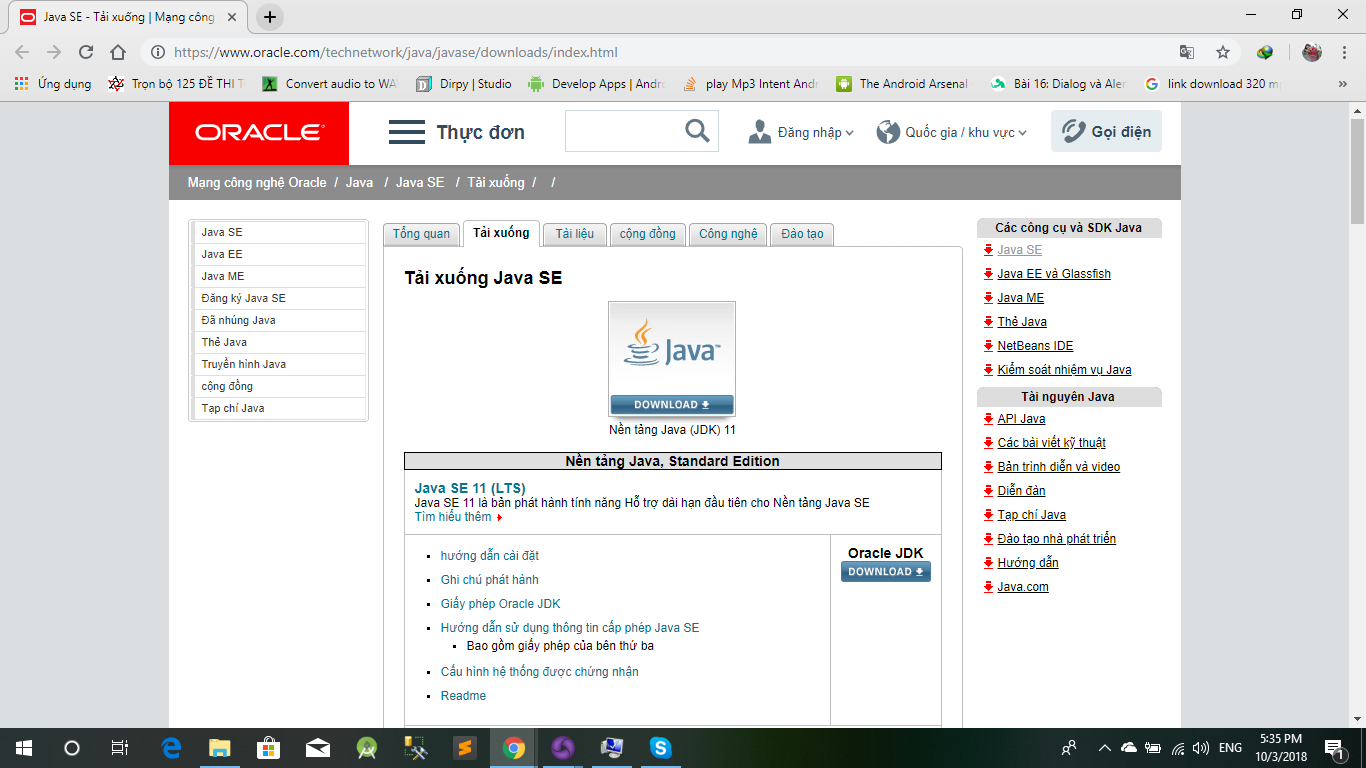 Java SE - Tải xuống | Mạng công
https://www.oracle.com/technetwork/java/javase/downloads/index.html
Ứng dụng
Trọn bộ 125 ĐỀ THI T
Convert audio to WA
Dirpy | Studio
Develop Apps | Andr
play Mp3 Intent And
The Android Arsenal
Bài 16: Dialog và Aler
link download 320 m
»
ORACLE
Thực đơn
Đăng nhập
Quốc gia / khu vực
Gọi điện
Mạng công nghệ Oracle / Java / Java SE / Tải xuống / /
Java SE
Java EE
Java ME
Đăng ký Java SE
Đã nhúng Java
Thẻ Java
Truyền hình Java
cộng đồng
Tạp chí Java
Tổng quan
Tải xuống
Tài liệu
cộng đồng
Công nghệ
Đào tạo
Tải xuống Java SE
Java™
DOWNLOAD
Nền tảng Java (JDK) 11
Nền tảng Java, Standard Edition
Java SE 11 (LTS)
Java SE 11 là bản phát hành tính năng Hỗ trợ dài hạn đầu tiên cho Nền tảng Java SE
Tìm hiểu thêm
hướng dẫn cài đặt
Ghi chú phát hành
Giấy phép Oracle JDK
Hướng dẫn sử dụng thông tin cấp phép Java SE
Bao gồm giấy phép của bên thứ ba
Cấu hình hệ thống được chứng nhận
Readme
Oracle JDK
DOWNLOAD
Các công cụ và SDK Java
Java SE
Java EE và Glassfish
Java ME
Thẻ Java
NetBeans IDE
Kiểm soát nhiệm vụ Java
Tài nguyên Java
API Java
Các bài viết kỹ thuật
Bản trình diễn và video
Diễn đàn
Tạp chí Java
Đào tạo nhà phát triển
Hướng dẫn
Java.com
ENG
5:35 PM
10/3/2018
1